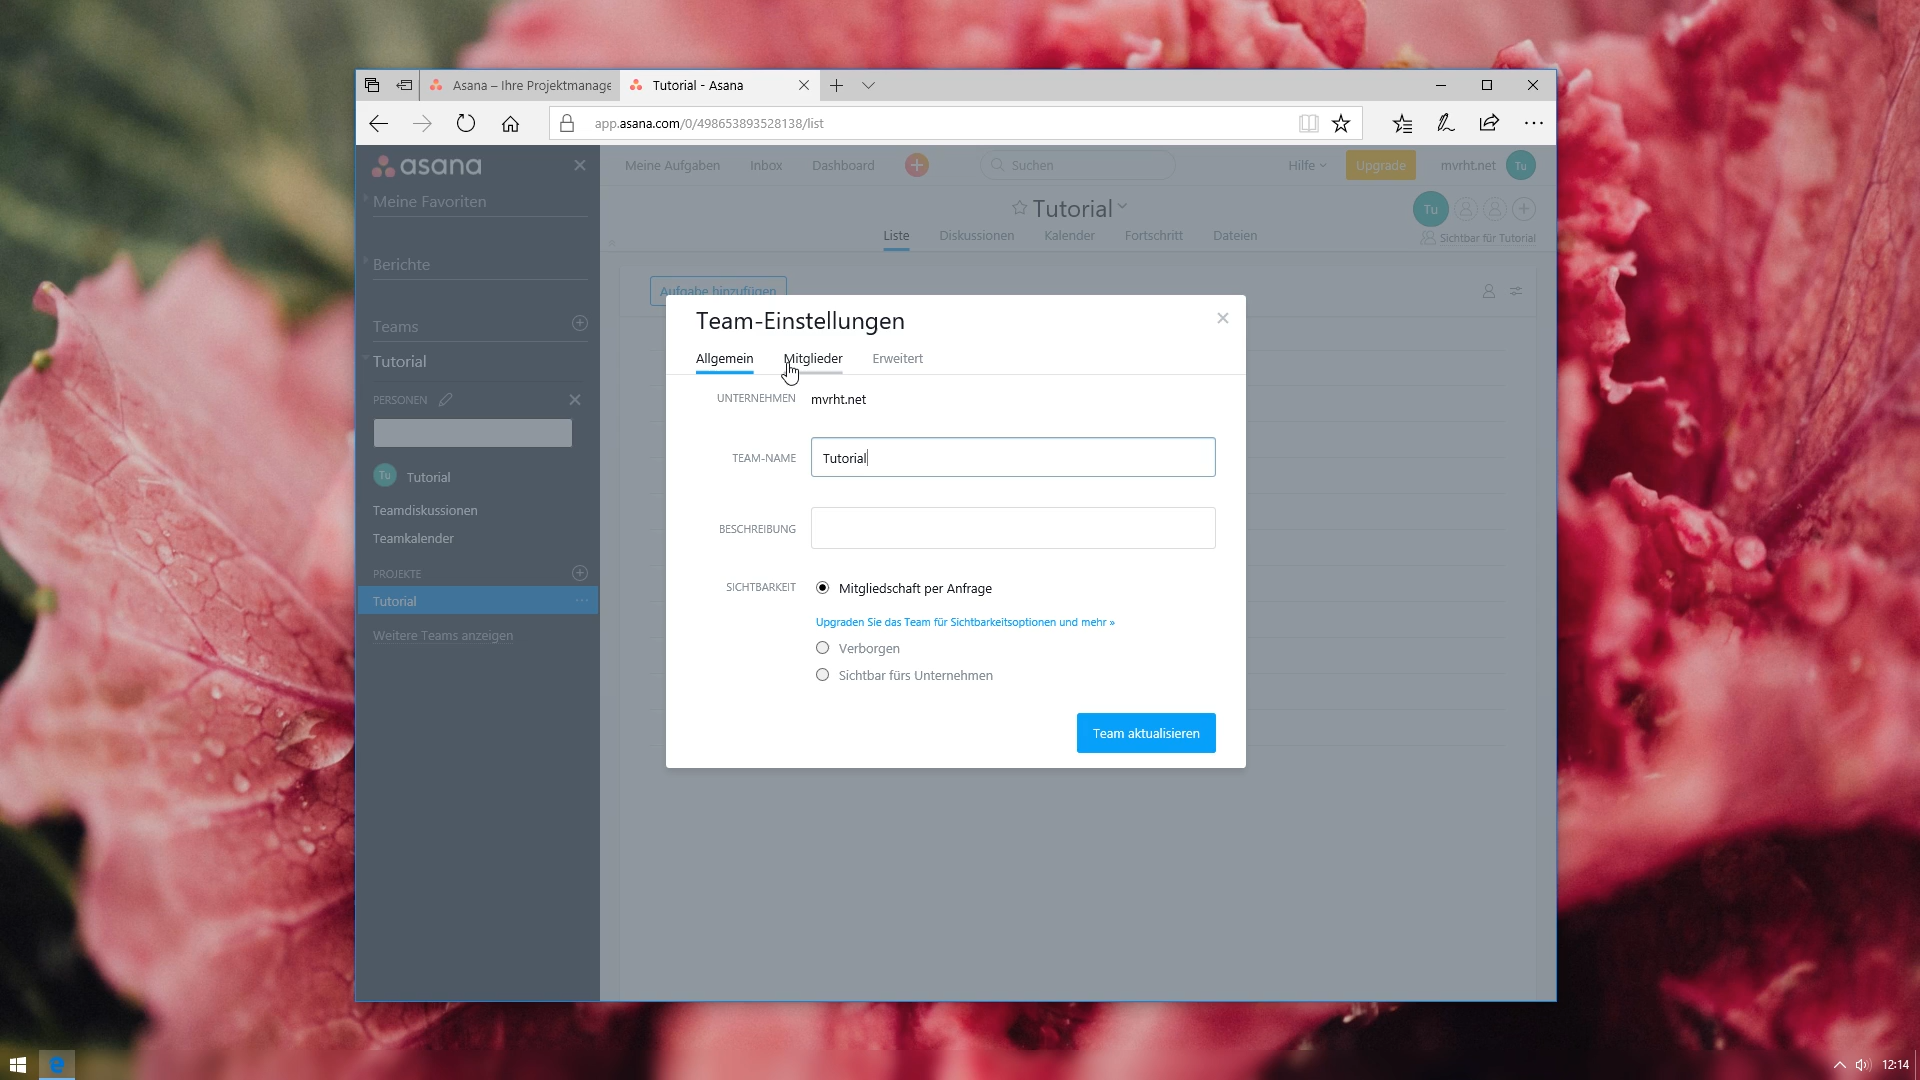 Asana – Ihre Projektmanage
Tutorial - Asana
app.asana.com/0/498653893528138/list
asana
Meine Aufgaben
Inbox
Dashboard
Suchen
Hilfe
Upgrade
mvrht.net
Tu
Meine Favoriten
Tutorial
Tu
Liste
Diskussionen
Kalender
Fortschritt
Dateien
Sichtbar für Tutorial
Berichte
Teams
Tutorial
PERSONEN
Tu
Tutorial
Teamdiskussionen
Teamkalender
PROJEKTE
Tutorial
Weitere Teams anzeigen
Aufgabe hinzufügen
Team-Einstellungen
Allgemein
Mitglieder
Erweitert
UNTERNEHMEN
mvrht.net
TEAM-NAME
Tutorial
BESCHREIBUNG
SICHTBARKEIT
Mitgliedschaft per Anfrage
Upgraden Sie das Team für Sichtbarkeitsoptionen und mehr »
Verborgen
Sichtbar fürs Unternehmen
Team aktualisieren
12:14